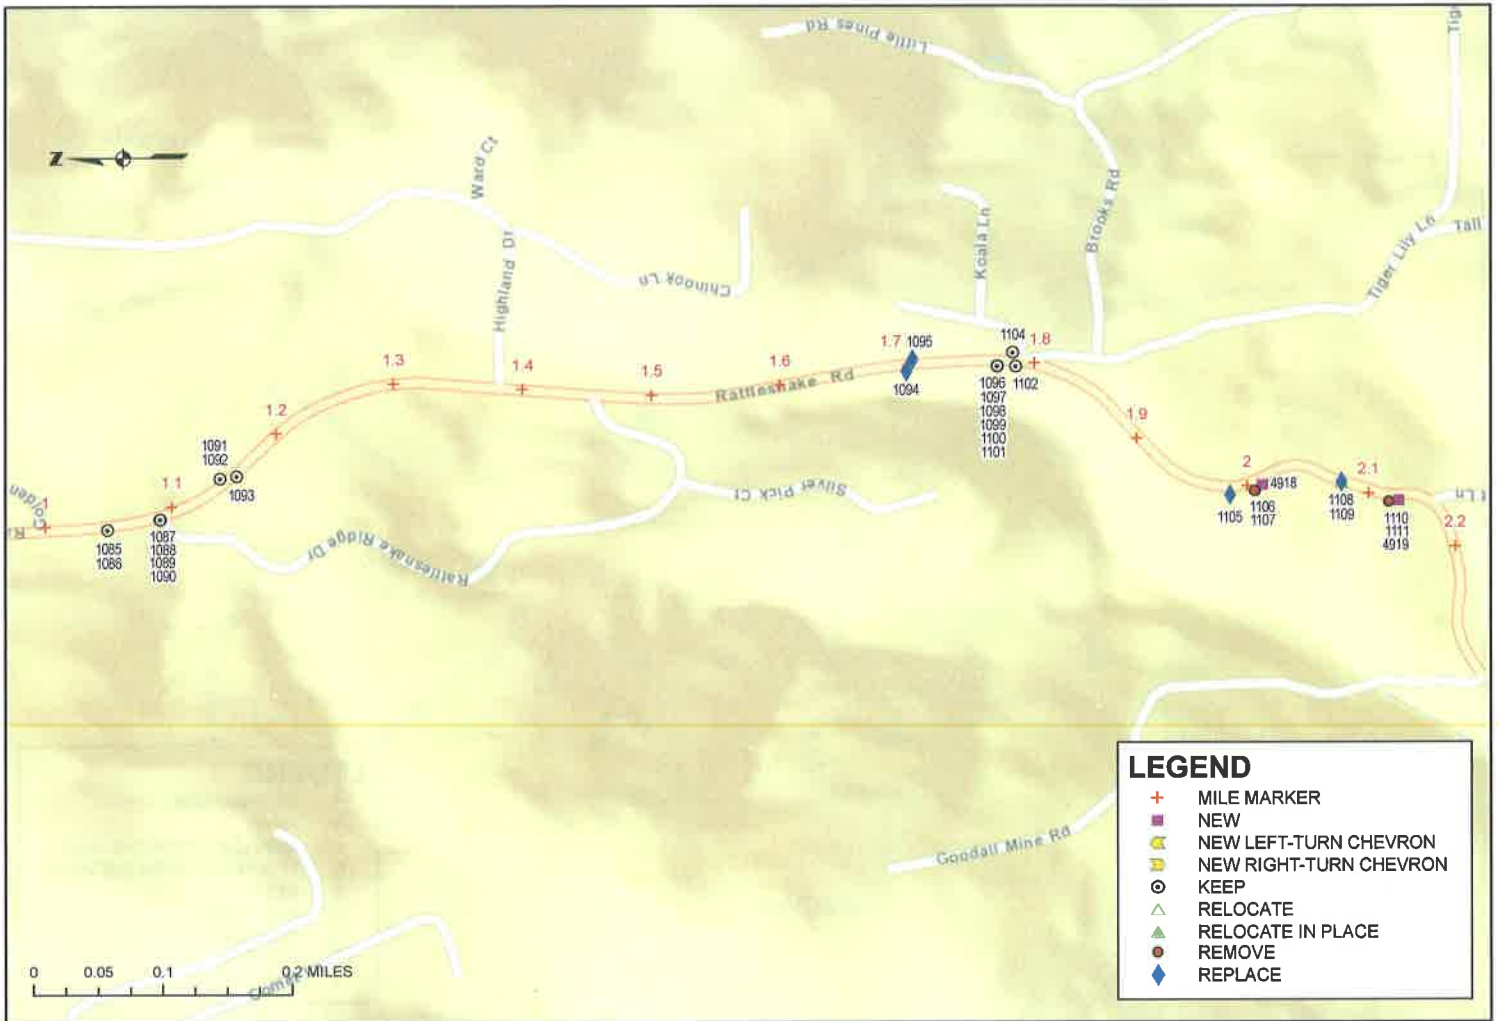 Little Pines Rd
Tig
Z
Ward Ct
Brooks Rd
Highland Dr
Koala Ln
Tiger Lily Ln
Tall
Chinook Ln
1104
1.7
1095
1.8
1.3
1.4
1.5
1.6
Rattlesnake Rd
1094
1102
1096
1097
1098
1099
1100
1101
1.2
1.9
1091
1092
1093
1.1
1
Golden
Rd
1085
1086
1087
1088
1089
1090
Rattlesnake Ridge Dr
Silver Pick Ct
2
4918
1105
1106
1107
2.1
1108
1109
1110
1111
4919
t Ln
2.2
Goodall Mine Rd
LEGEND
MILE MARKER
NEW
NEW LEFT-TURN CHEVRON
NEW RIGHT-TURN CHEVRON
KEEP
RELOCATE
RELOCATE IN PLACE
REMOVE
REPLACE
0 0.05 0.1 0.2 MILES